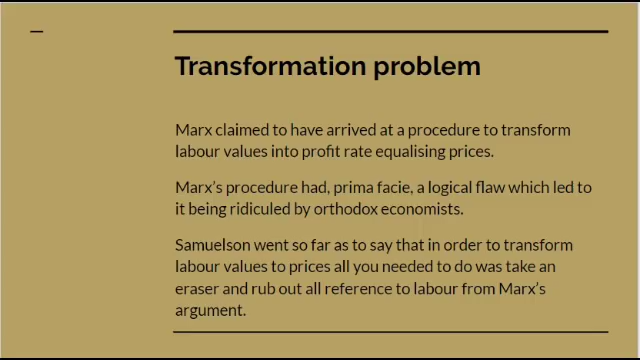 Transformation problem
Marx claimed to have arrived at a procedure to transform
labour values into profit rate equalising prices.
Marx’s procedure had, prima facie, a logical flaw which led to
it being ridiculed by orthodox economists.
Samuelson went so far as to say that in order to transform
labour values to prices all you needed to do was take an
eraser and rub out all reference to labour from Marx’s
argument.